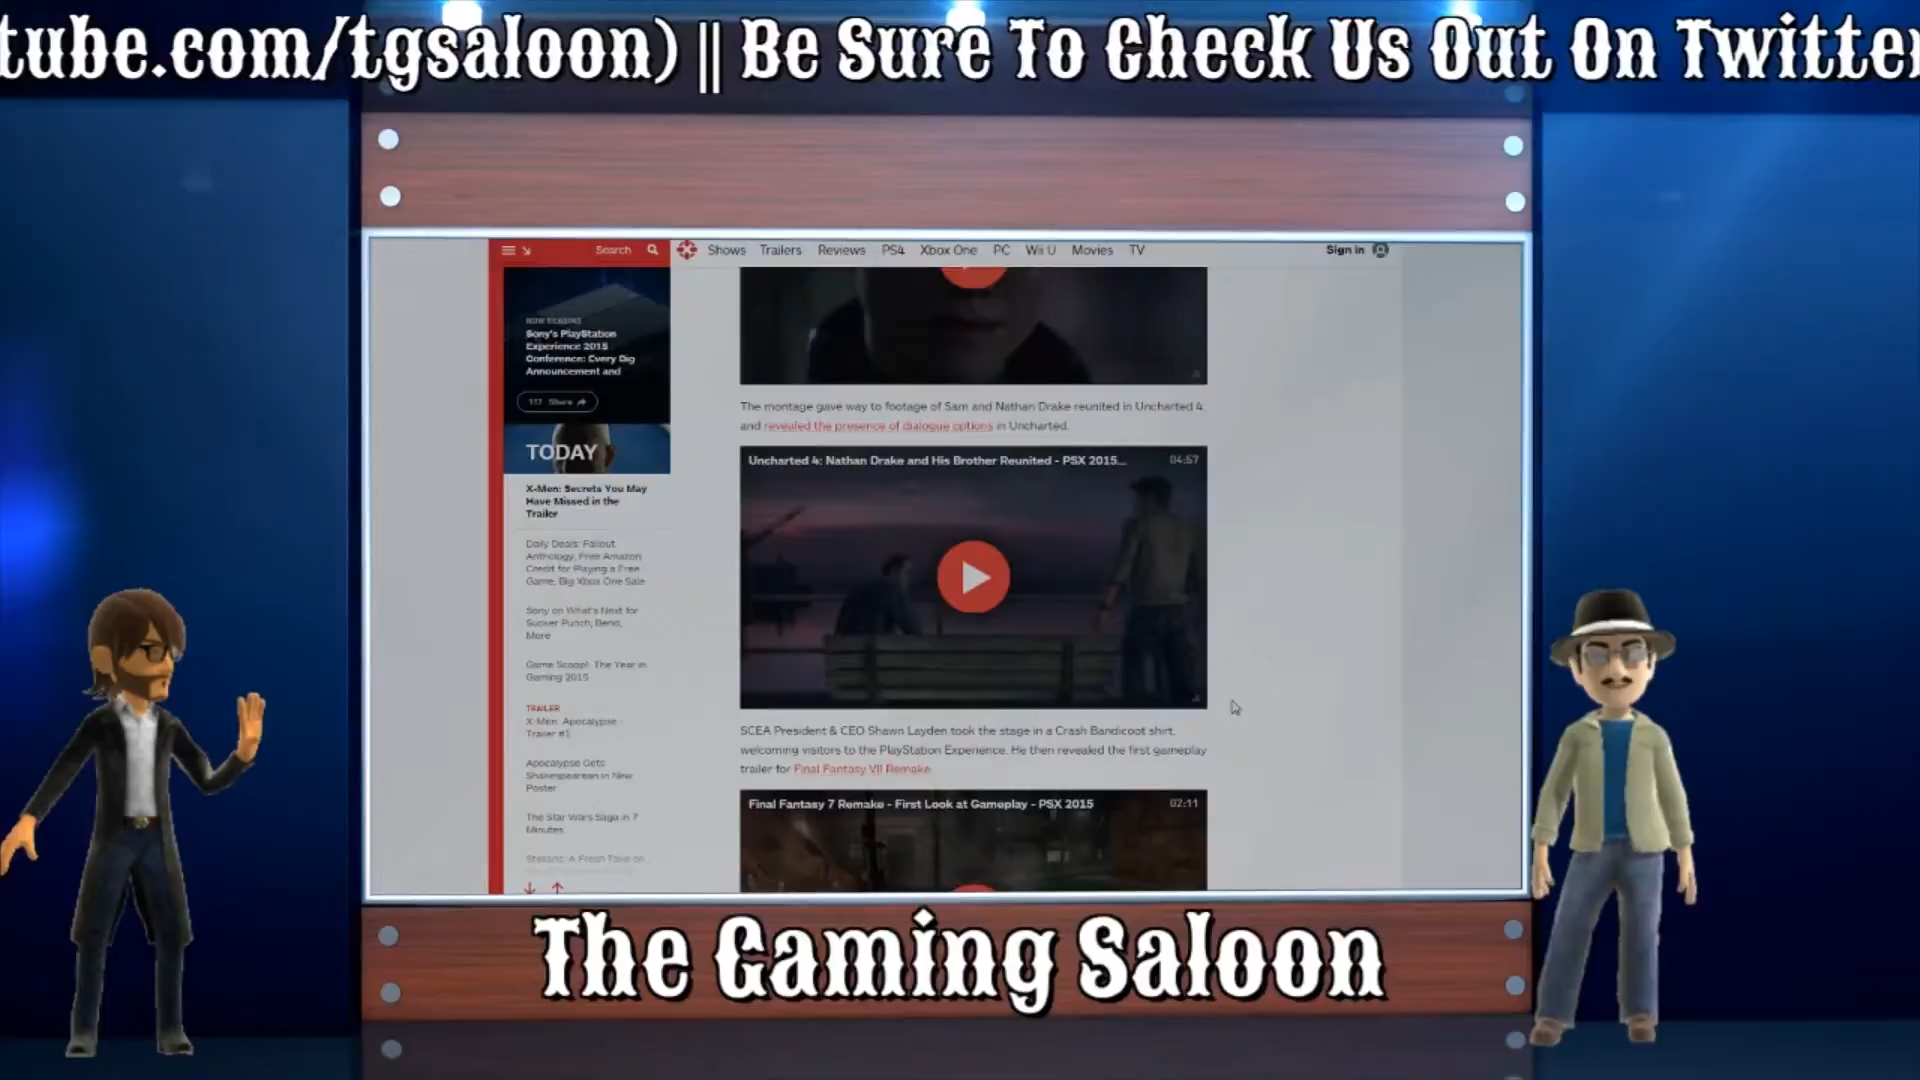 tube.com/tgsaloon) || Be Sure To Check Us Out On Twitter
Search
Shows Trailers Reviews PS4 Xbox One PC Wii U Movies TV
Sign In
NOW READING
Sony's PlayStation
Experience 2015
Conference: Every Big
Announcement and
117 Share
TODAY
X-Men: Secrets You May
Have Missed in the
Trailer
Daily Deals: Fallout
Anthology, Free Amazon
Credit for Playing a Free
Game, Big Xbox One Sale
Sony on What's Next for
Sucker Punch, Bend,
More
Game Scoop!: The Year in
Gaming 2015
TRAILER
X-Men: Apocalypse -
Trailer #1
Apocalypse Gets
Shakespearean in New
Poster
The Star Wars Saga in 7
Minutes
A Fresh Take on
The montage gave way to footage of Sam and Nathan Drake reunited in Uncharted 4
and revealed the presence of dialogue options in Uncharted.
Uncharted 4: Nathan Drake and His Brother Reunited - PSX 2015... 04:57
SCEA President & CEO Shawn Layden took the stage in a Crash Bandicoot shirt,
welcoming visitors to the PlayStation Experience. He then revealed the first gameplay
trailer for Final Fantasy VII Remake.
Final Fantasy 7 Remake - First Look at Gameplay - PSX 2015 02:11
The Gaming Saloon